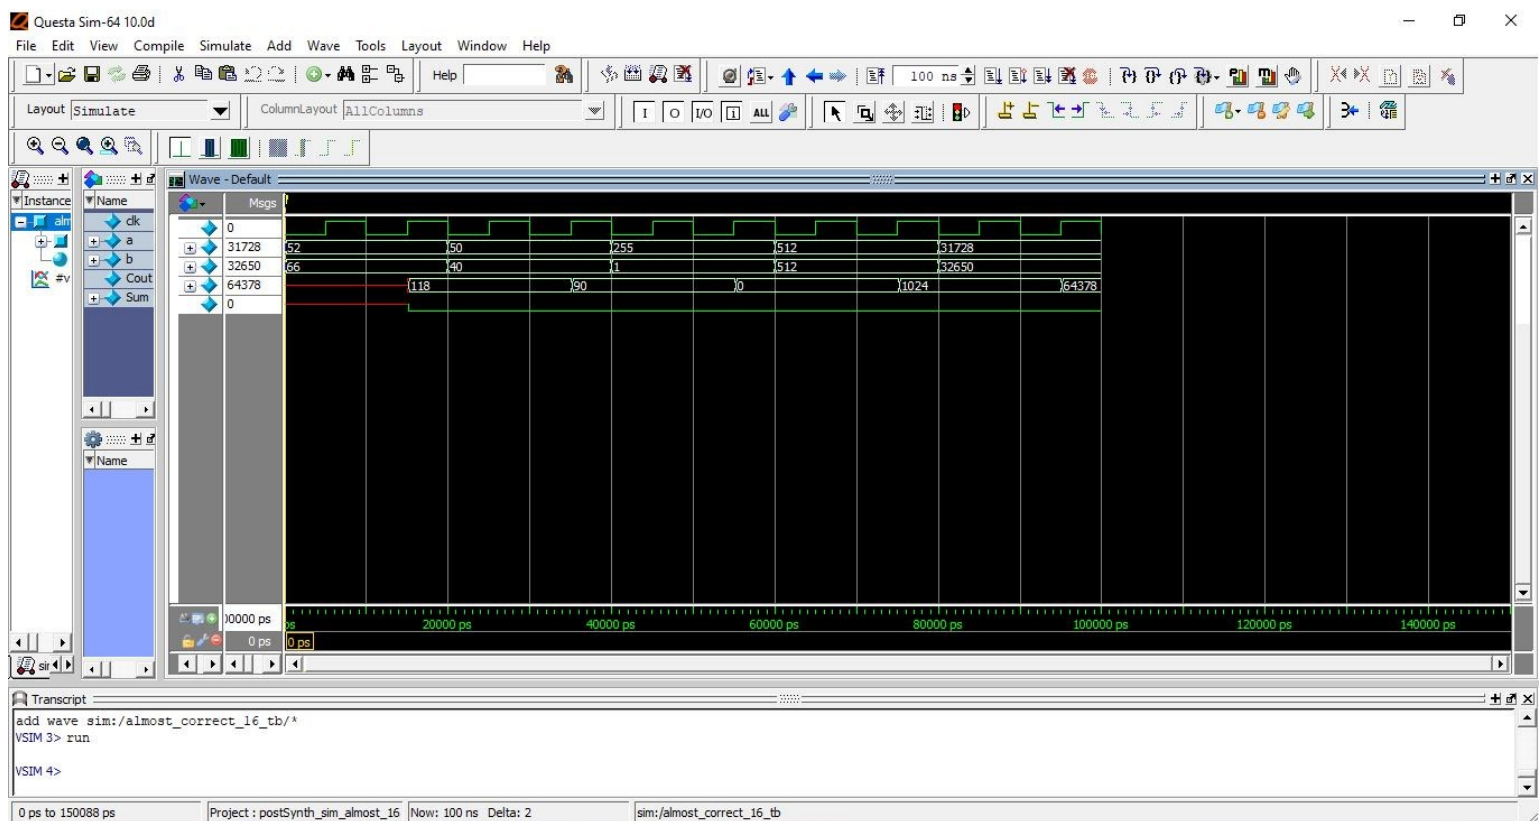 Questa Sim-64 10.0d
File Edit View Compile Simulate Add Wave Tools Layout Window Help
Help 100 ns
Layout Simulate ColumnLayout AllColumns I O I/O i ALL
Wave - Default
Instance Name Msgs
alm clk 0
a 31728 52 50 255 512 31728
b 32650 66 40 1 512 32650
#v Cout 64378 118 90 0 1024 64378
Sum 0
Name
ps 20000 ps 40000 ps 60000 ps 80000 ps 100000 ps 120000 ps 140000 ps
0 ps 0 ps
Transcript
add wave sim:/almost_correct_16_tb/*
VSIM 3> run
VSIM 4>
0 ps to 150088 ps Project : postSynth_sim_almost_16 Now: 100 ns Delta: 2 sim:/almost_correct_16_tb